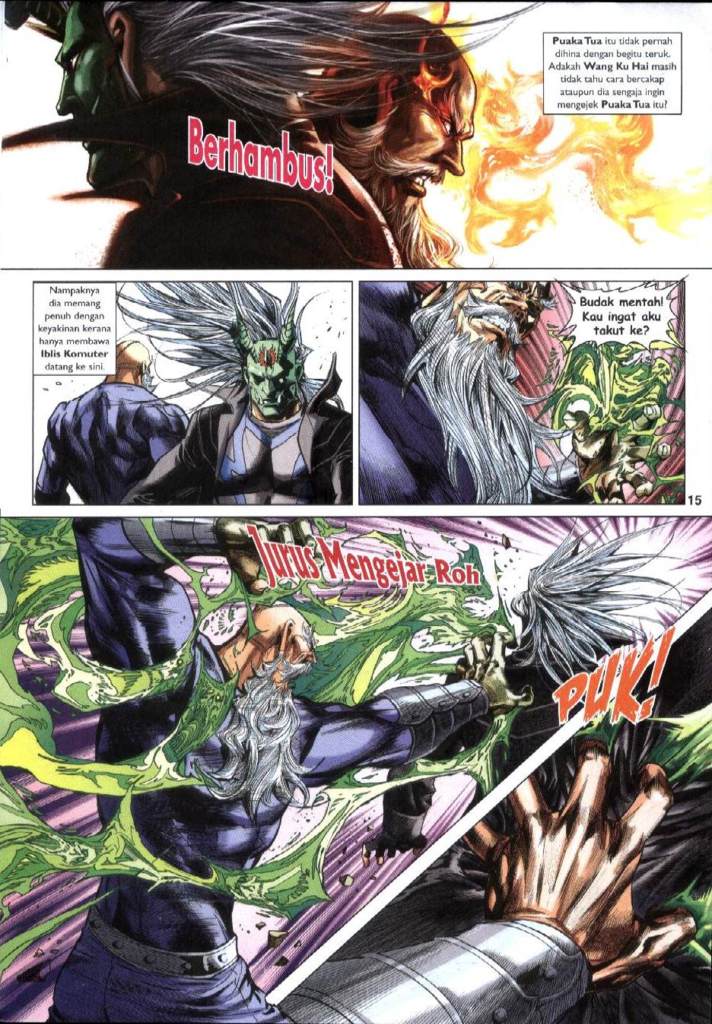 Puaka Tua itu tidak pernah
dihina dengan begitu teruk.
Adakah Wang Ku Hai masih
tidak tahu cara bercakap
ataupun dia sengaja ingin
mengejek Puaka Tua itu?
Berhambus!
Nampaknya
dia memang
penuh dengan
keyakinan kerana
hanya membawa
Iblis Komuter
datang ke sini.
Budak mentah!
Kau ingat aku
takut ke?
15
Jurus Mengejar Roh
PUK!